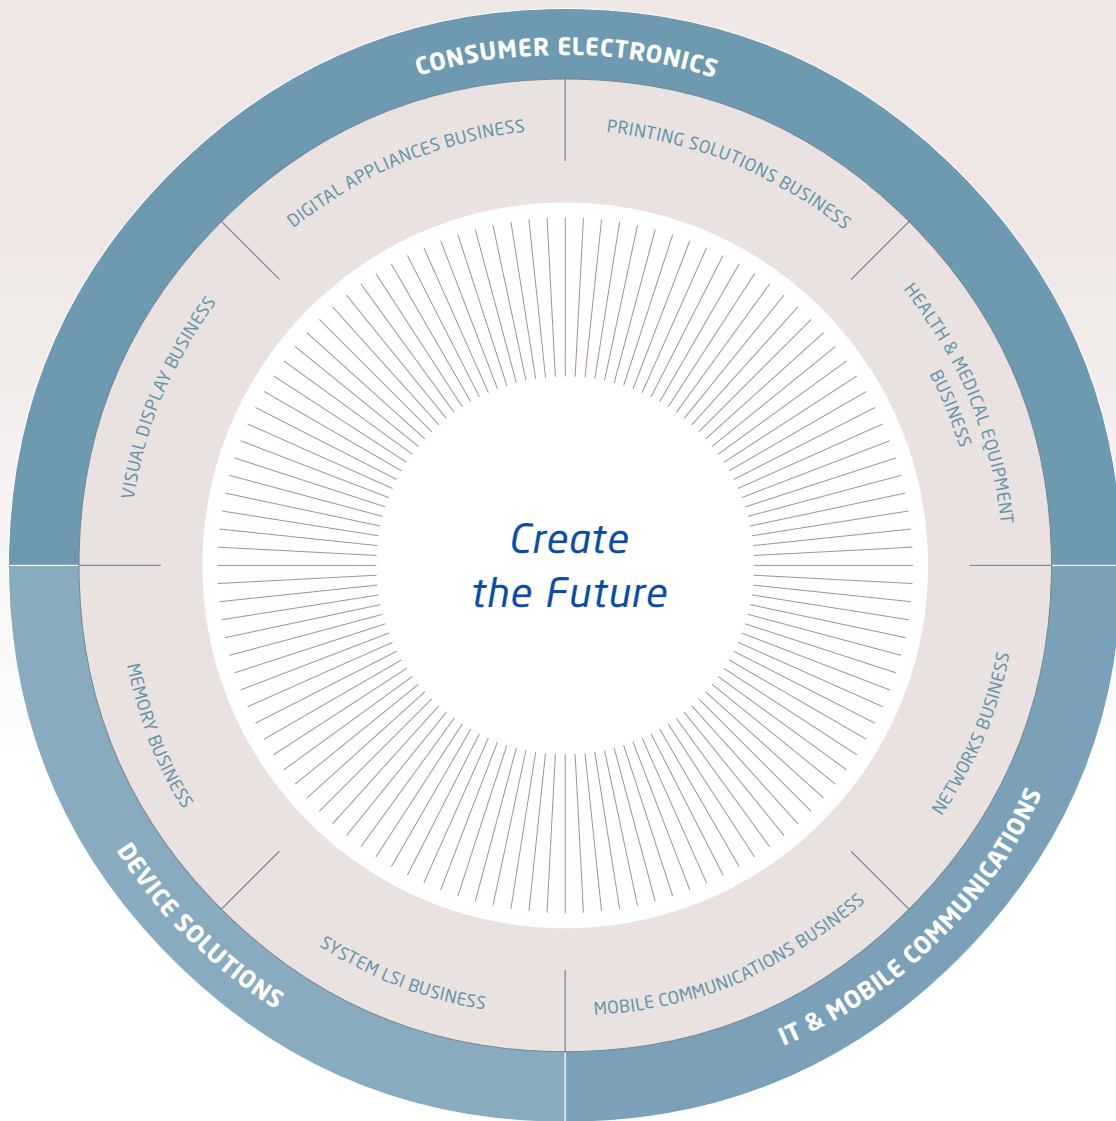 CONSUMER ELECTRONICS
DIGITAL APPLIANCES BUSINESS
PRINTING SOLUTIONS BUSINESS
VISUAL DISPLAY BUSINESS
HEALTH & MEDICAL EQUIPMENT
BUSINESS
Create
the Future
MEMORY BUSINESS
NETWORKS BUSINESS
DEVICE SOLUTIONS
SYSTEM LSI BUSINESS
MOBILE COMMUNICATIONS BUSINESS
IT & MOBILE COMMUNICATIONS